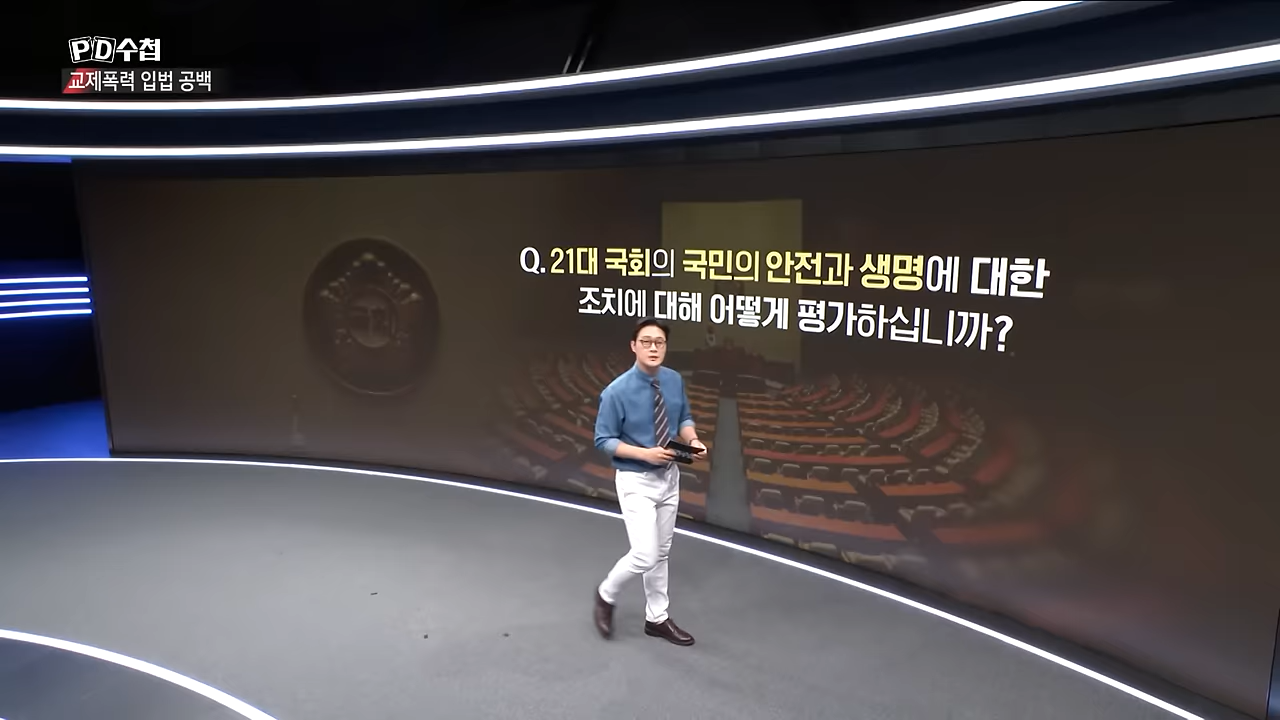 PD수첩
교제폭력 입법 공백
Q. 21대 국회의 국민의 안전과 생명에 대한
조치에 대해 어떻게 평가하십니까?